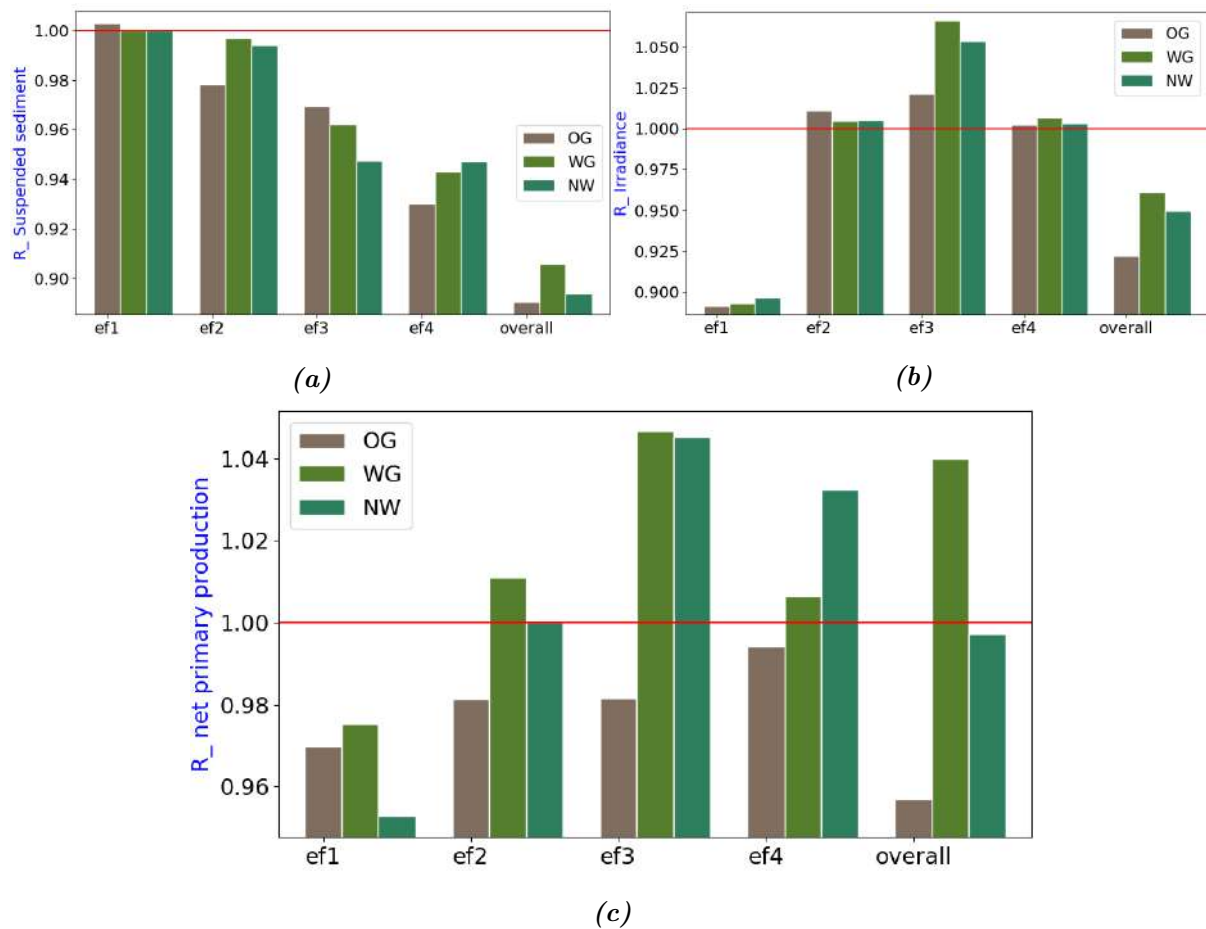 R_ Suspended sediment
1.00
0.98
0.96
0.94
0.92
0.90
OG
WG
NW
ef1 ef2 ef3 ef4 overall
(a)
R_ Irradiance
1.050
1.025
1.000
0.975
0.950
0.925
0.900
OG
WG
NW
ef1 ef2 ef3 ef4 overall
(b)
R_ net primary production
1.04
1.02
1.00
0.98
0.96
OG
WG
NW
ef1 ef2 ef3 ef4 overall
(c)